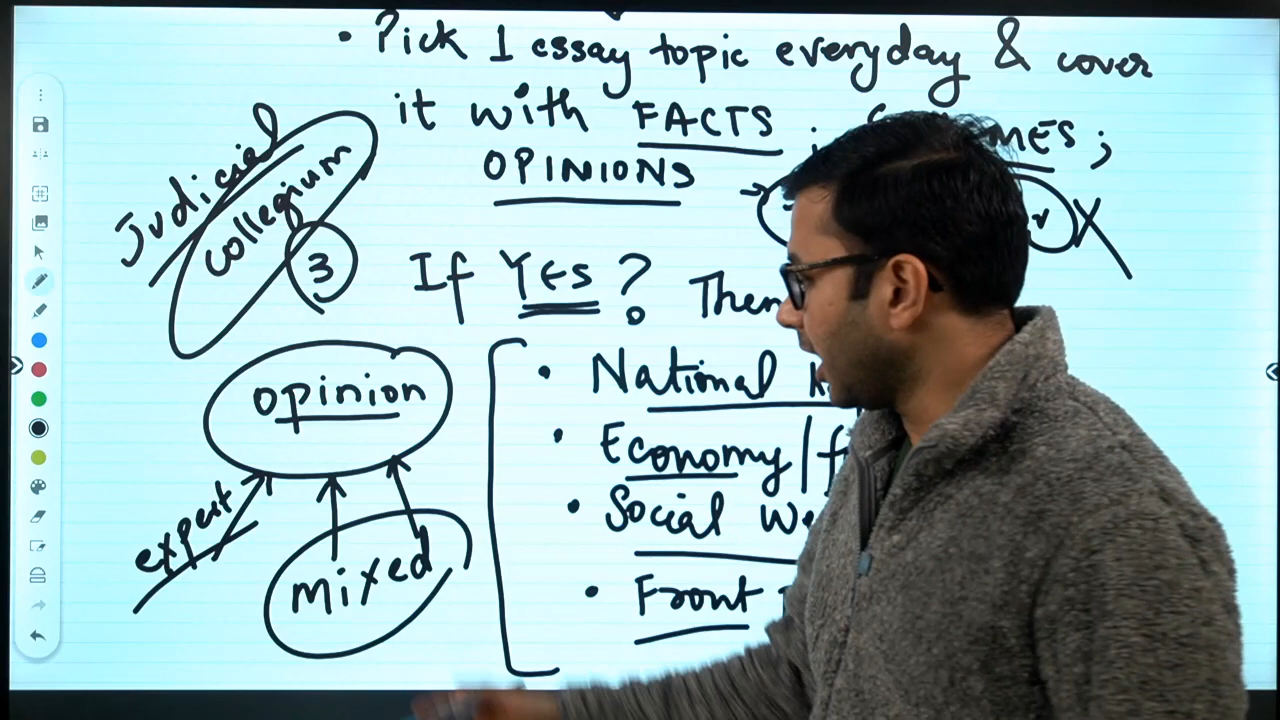 • Pick 1 essay topic everyday & cover
it with FACTS ;
OPINIONS
Judicial
collegium
3
If YES? Then
opinion
• National
• Economy/
• Social
• Front
expert
mixed